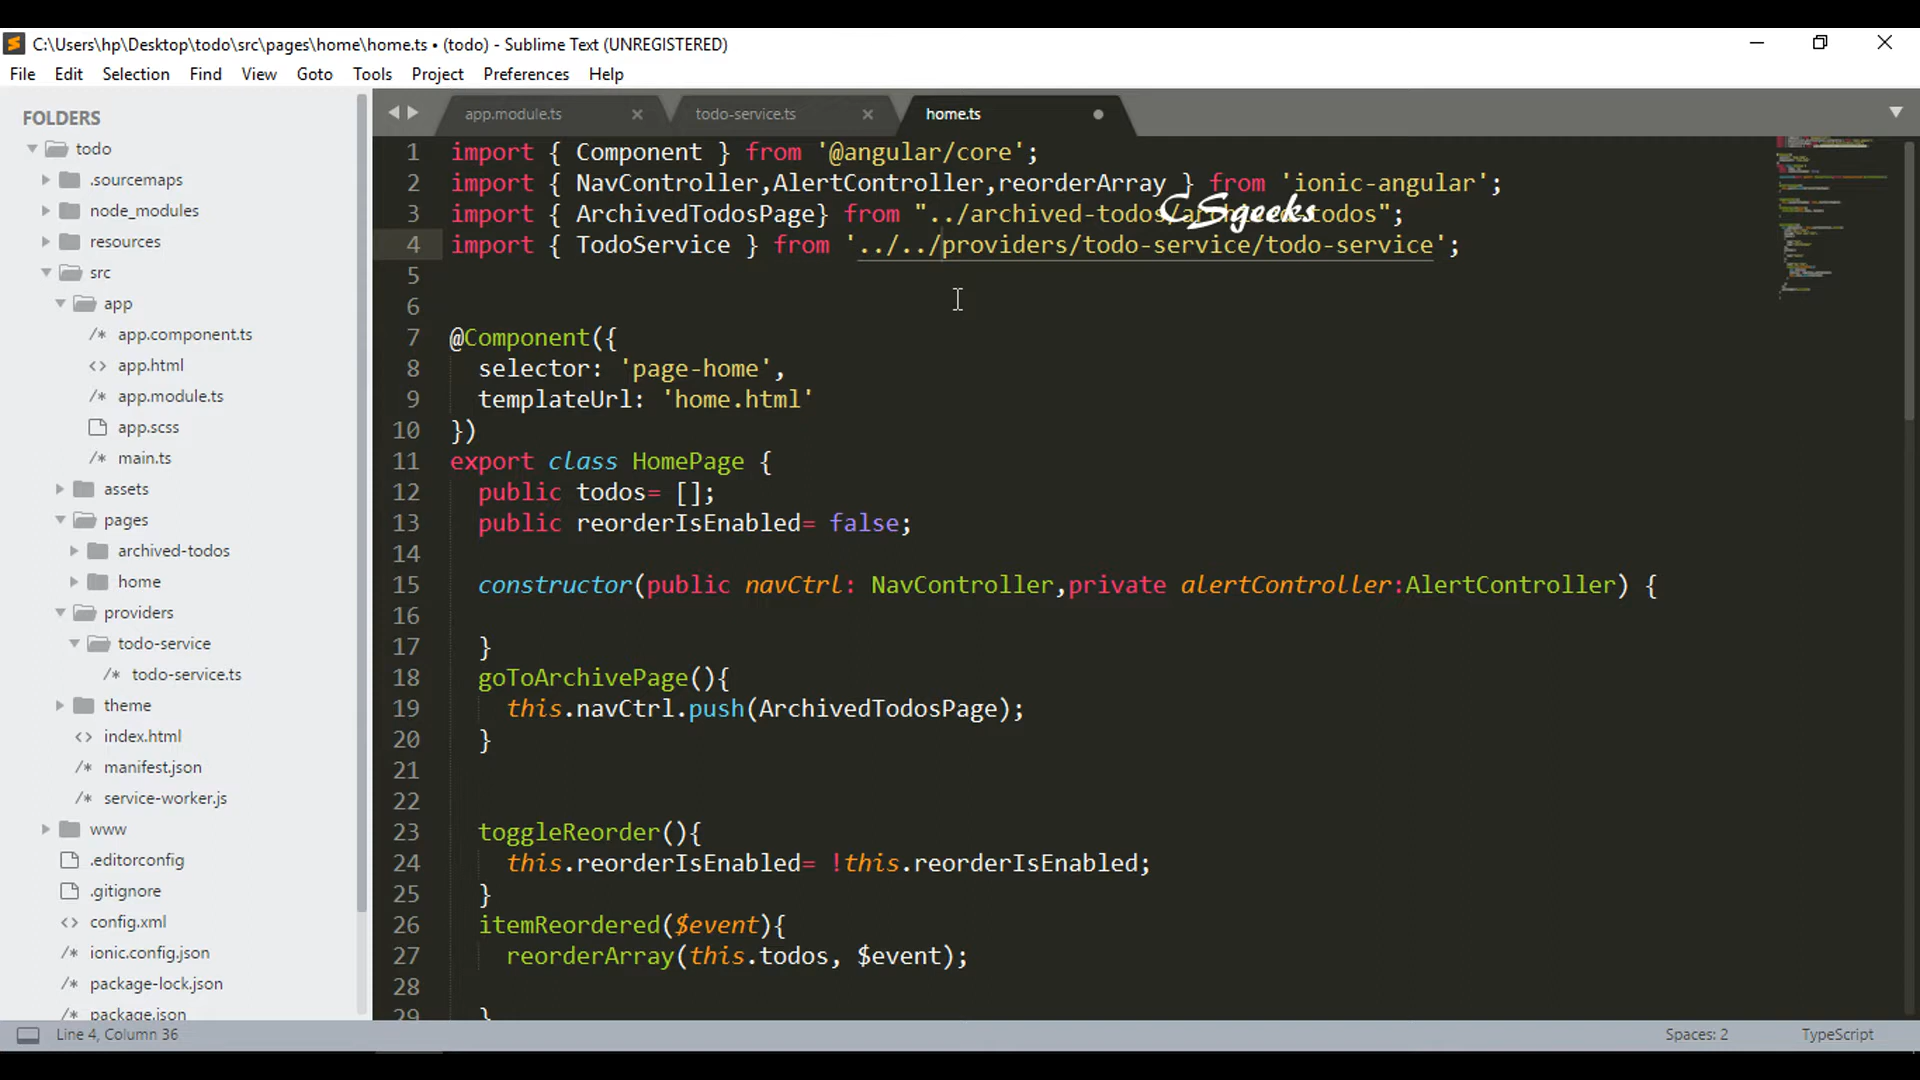 C:\Users\hp\Desktop\todo\src\pages\home\home.ts • (todo) - Sublime Text (UNREGISTERED)
File Edit Selection Find View Goto Tools Project Preferences Help
FOLDERS
todo
.sourcemaps
node_modules
resources
src
app
/* app.component.ts
<> app.html
/* app.module.ts
app.scss
/* main.ts
assets
pages
archived-todos
home
providers
todo-service
/* todo-service.ts
theme
<> index.html
/* manifest.json
/* service-worker.js
www
.editorconfig
.gitignore
<> config.xml
/* ionic.config.json
/* package-lock.json
/* package.json
app.module.ts
todo-service.ts
home.ts
1 import { Component } from '@angular/core';
2 import { NavController,AlertController,reorderArray } from 'ionic-angular';
3 import { ArchivedTodosPage} from "../archived-todos/archived-todos";
CSgeeks
4 import { TodoService } from '../../providers/todo-service/todo-service';
5
6
7 @Component({
8 selector: 'page-home',
9 templateUrl: 'home.html'
10 })
11 export class HomePage {
12 public todos= [];
13 public reorderIsEnabled= false;
14
15 constructor(public navCtrl: NavController,private alertController:AlertController) {
16
17 }
18 goToArchivePage(){
19 this.navCtrl.push(ArchivedTodosPage);
20 }
21
22
23 toggleReorder(){
24 this.reorderIsEnabled= !this.reorderIsEnabled;
25 }
26 itemReordered($event){
27 reorderArray(this.todos, $event);
28
29 }
Line 4, Column 36
Spaces: 2
TypeScript